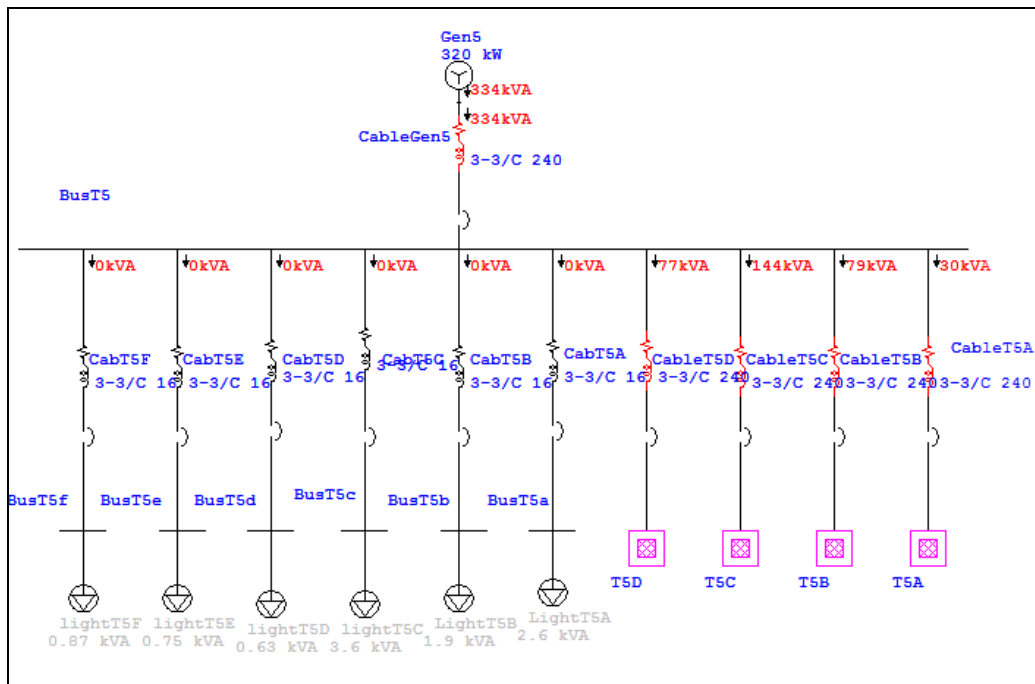 Gen5
320 kW
334kVA
334kVA
CableGen5
3-3/C 240
BusT5
0kVA 0kVA 0kVA 0kVA 0kVA 0kVA 77kVA 144kVA 79kVA 30kVA
CabT5F CabT5E CabT5D CabT5C CabT5B CabT5A CableT5D CableT5C CableT5B CableT5A
3-3/C 16 3-3/C 16 3-3/C 16 3-3/C 16 3-3/C 16 3-3/C 16 3-3/C 240 3-3/C 240 3-3/C 240 3-3/C 240
BusT5f BusT5e BusT5d BusT5c BusT5b BusT5a
T5D T5C T5B T5A
lightT5F lightT5E lightT5D lightT5C LightT5B LightT5A
0.87 kVA 0.75 kVA 0.63 kVA 3.6 kVA 1.9 kVA 2.6 kVA